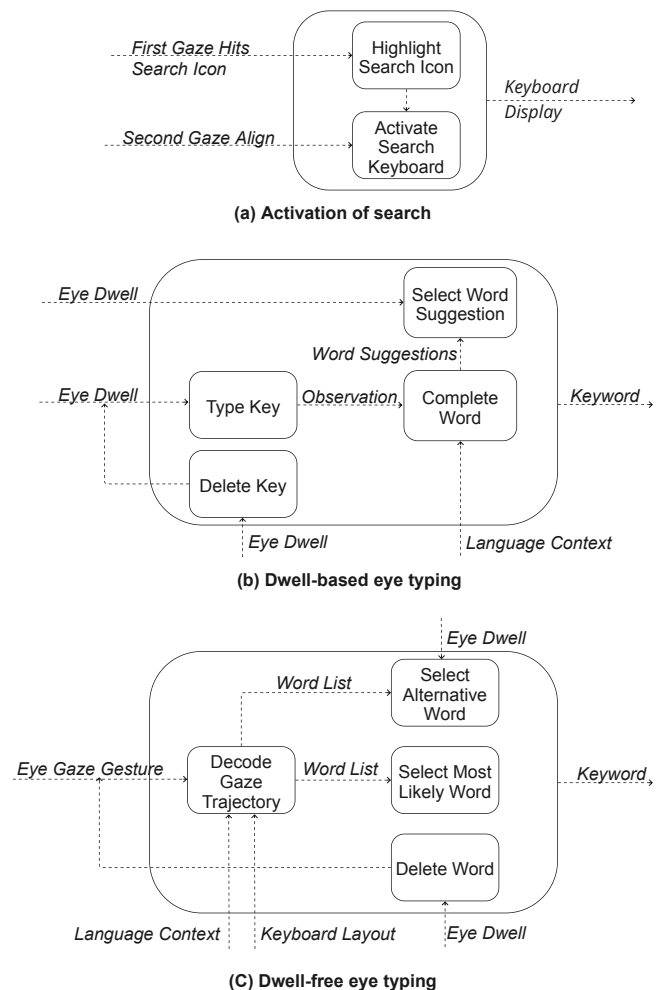 First Gaze Hits
Search Icon
Highlight
Search Icon
Keyboard
Display
Second Gaze Align
Activate
Search
Keyboard
(a) Activation of search
Eye Dwell
Select Word
Suggestion
Word Suggestions
Eye Dwell
Type Key
Observation
Complete
Word
Keyword
Delete Key
Eye Dwell
Language Context
(b) Dwell-based eye typing
Eye Dwell
Word List
Select
Alternative
Word
Eye Gaze Gesture
Decode
Gaze
Trajectory
Word List
Select Most
Likely Word
Keyword
Delete Word
Language Context
Keyboard Layout
Eye Dwell
(C) Dwell-free eye typing